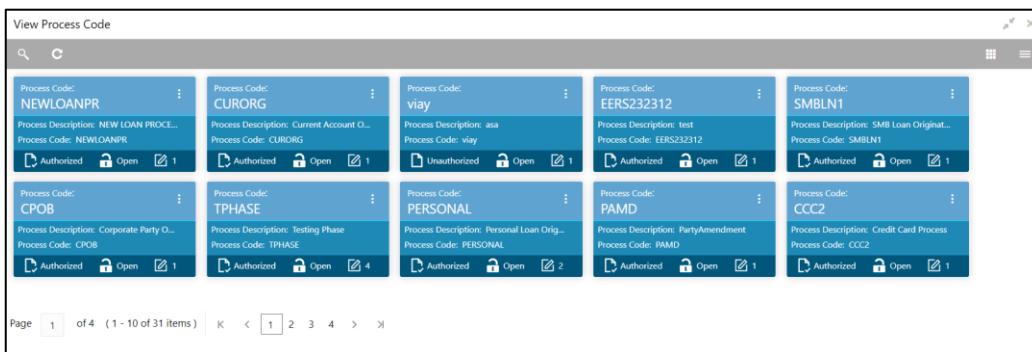 View Process Code
Process Code:
NEWLOANPR
Process Description: NEW LOAN PROCE...
Process Code: NEWLOANPR
Authorized Open 1
Process Code:
CURORG
Process Description: Current Account O...
Process Code: CURORG
Authorized Open 1
Process Code:
viay
Process Description: asa
Process Code: viay
Unauthorized Open 1
Process Code:
EERS232312
Process Description: test
Process Code: EERS232312
Authorized Open 1
Process Code:
SMBLN1
Process Description: SMB Loan Originat...
Process Code: SMBLN1
Authorized Open 1
Process Code:
CPOB
Process Description: Corporate Party O...
Process Code: CPOB
Authorized Open 1
Process Code:
TPHASE
Process Description: Testing Phase
Process Code: TPHASE
Authorized Open 4
Process Code:
PERSONAL
Process Description: Personal Loan Orig...
Process Code: PERSONAL
Authorized Open 2
Process Code:
PAMD
Process Description: PartyAmendment
Process Code: PAMD
Authorized Open 1
Process Code:
CCC2
Process Description: Credit Card Process
Process Code: CCC2
Authorized Open 1
Page 1 of 4 ( 1 - 10 of 31 items ) 1 2 3 4